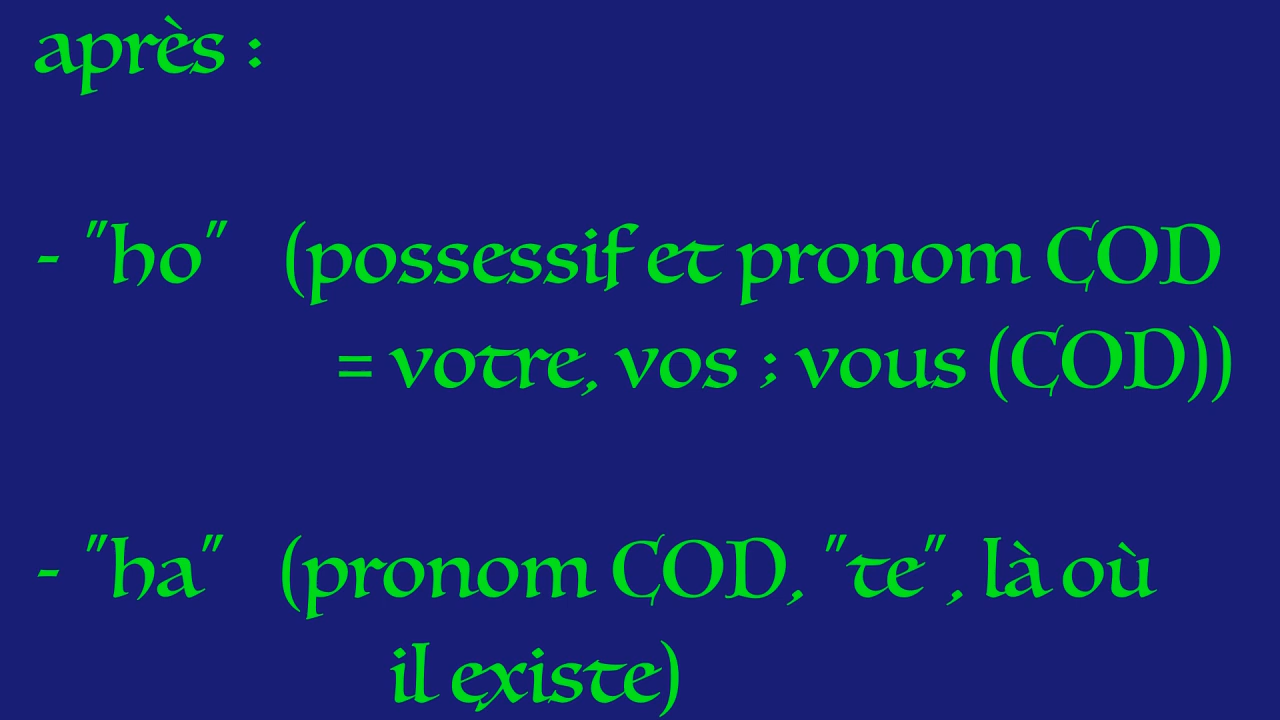 après :
- "ho" (possessif et pronom COD
= votre, vos ; vous (COD))
- "ha" (pronom COD, "te", là où
il existe)